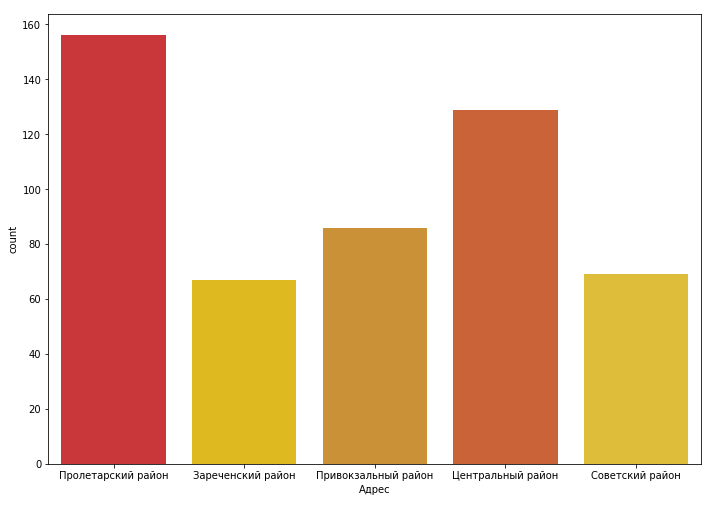 160
140
120
100
80
60
40
20
0
count
Пролетарский район
Зареченский район
Привокзальный район
Центральный район
Советский район
Адрес